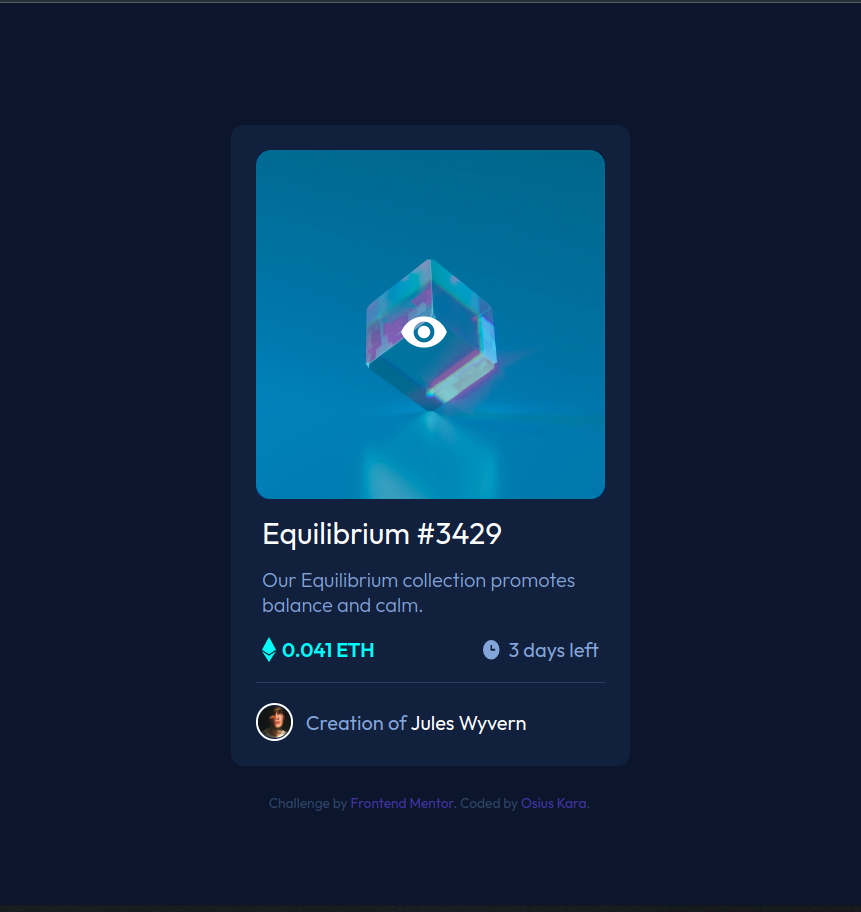 Equilibrium #3429
Our Equilibrium collection promotes
balance and calm.
0.041 ETH
3 days left
Creation of Jules Wyvern
Challenge by Frontend Mentor. Coded by Osius Kara.